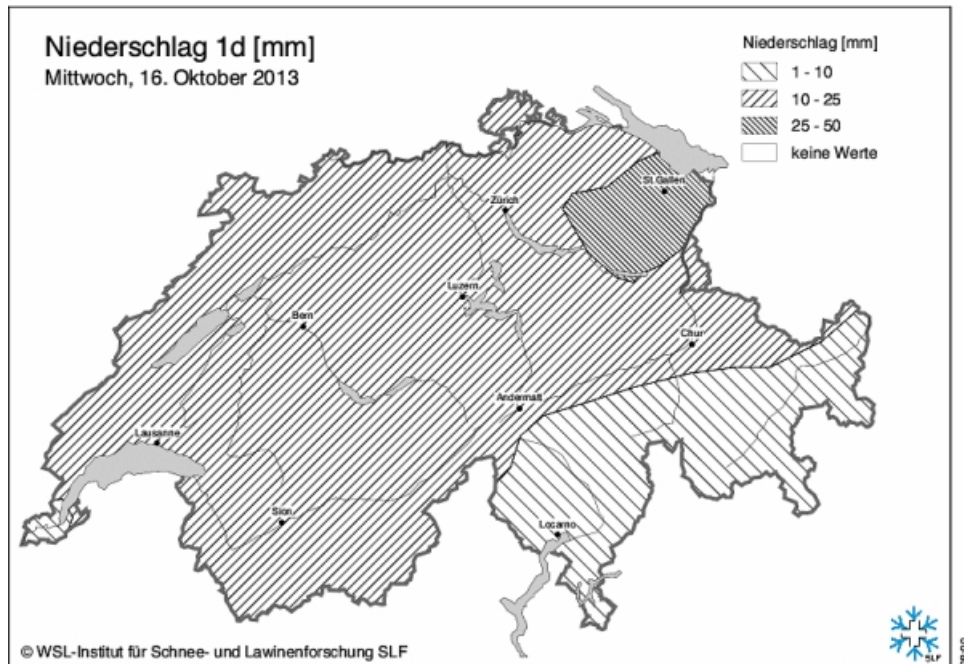 Niederschlag 1d [mm]
Mittwoch, 16. Oktober 2013
Niederschlag [mm]
1 - 10
10 - 25
25 - 50
keine Werte
St.Gallen
Zürich
Luzern
Bern
Chur
Andermatt
Lausanne
Sion
Locarno
© WSL-Institut für Schnee- und Lawinenforschung SLF
SLF